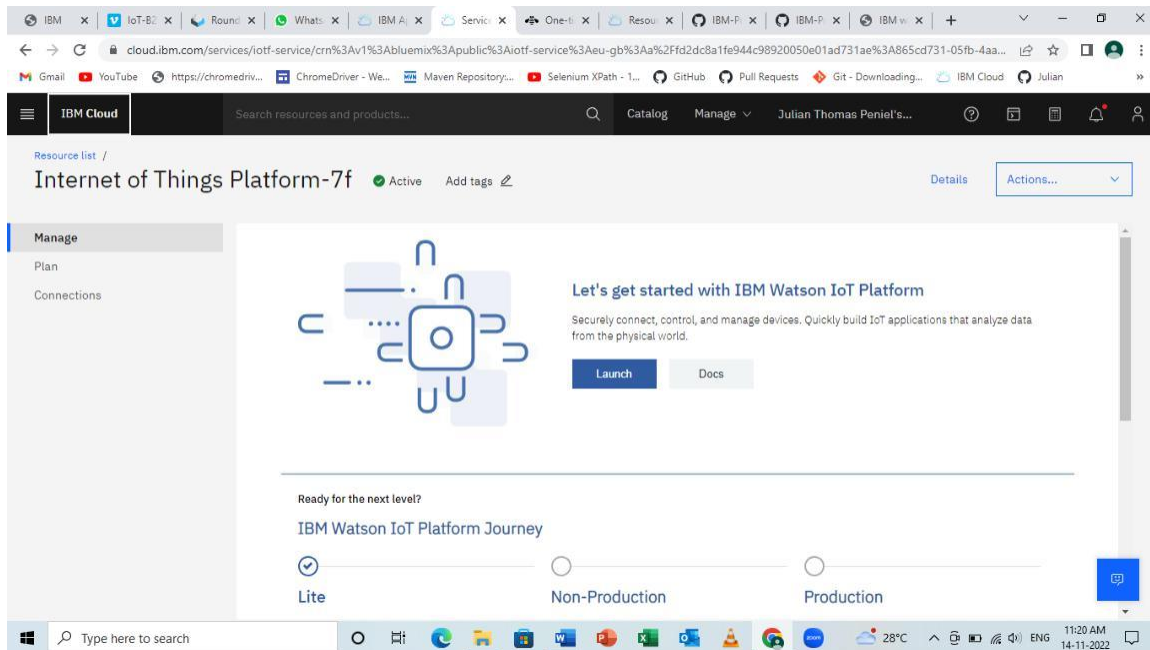 IBM
IoT-B2
Round
Whats
IBM A
Service
One-ti
Resou
IBM-P
IBM-P
IBM w
cloud.ibm.com/services/iotf-service/crn%3Av1%3Abluemix%3Apublic%3Aiotf-service%3Aeu-gb%3Aa%2Ffd2dc8a1fe944c98920050e01ad731ae%3A865cd731-05fb-4aa...
Gmail YouTube https://chromedriv... ChromeDriver - We... Maven Repository:... Selenium XPath - 1... GitHub Pull Requests Git - Downloading... IBM Cloud Julian »
IBM Cloud Search resources and products... Catalog Manage Julian Thomas Peniel's...
Resource list /
Internet of Things Platform-7f Active Add tags Details Actions...
Manage
Plan
Connections
Let's get started with IBM Watson IoT Platform
Securely connect, control, and manage devices. Quickly build IoT applications that analyze data
from the physical world.
Launch Docs
Ready for the next level?
IBM Watson IoT Platform Journey
Lite Non-Production Production
Type here to search
zoom
28°C ENG 11:20 AM
14-11-2022